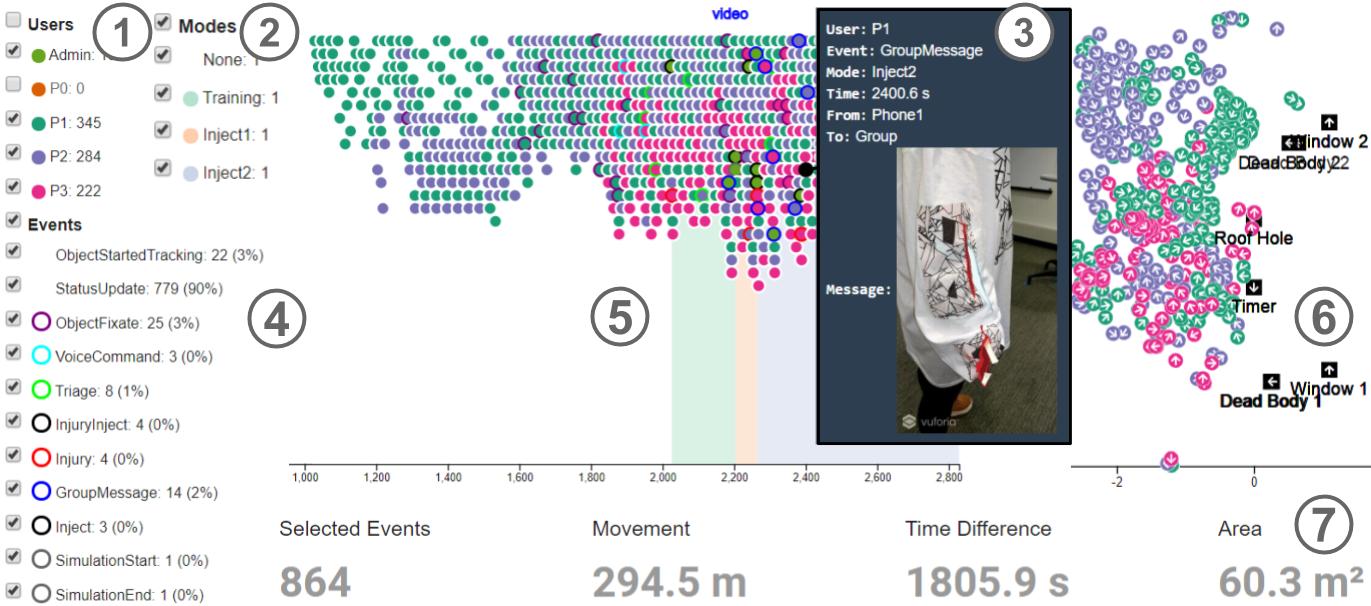 Users
1
Admin: 1
P0: 0
P1: 345
P2: 284
P3: 222
Modes
2
None: 1
Training: 1
Inject1: 1
Inject2: 1
Events
ObjectStartedTracking: 22 (3%)
StatusUpdate: 779 (90%)
ObjectFixate: 25 (3%)
VoiceCommand: 3 (0%)
Triage: 8 (1%)
InjuryInject: 4 (0%)
Injury: 4 (0%)
GroupMessage: 14 (2%)
Inject: 3 (0%)
SimulationStart: 1 (0%)
SimulationEnd: 1 (0%)
4
video
5
1,000 1,200 1,400 1,600 1,800 2,000 2,200 2,400 2,600 2,800
3
User: P1
Event: GroupMessage
Mode: Inject2
Time: 2400.6 s
From: Phone1
To: Group
Message:
vuforia
Window 2
Dead Body 2
Roof Hole
Timer
6
Window 1
Dead Body 1
-2 0
Selected Events
864
Movement
294.5 m
Time Difference
1805.9 s
Area
60.3 m²
7